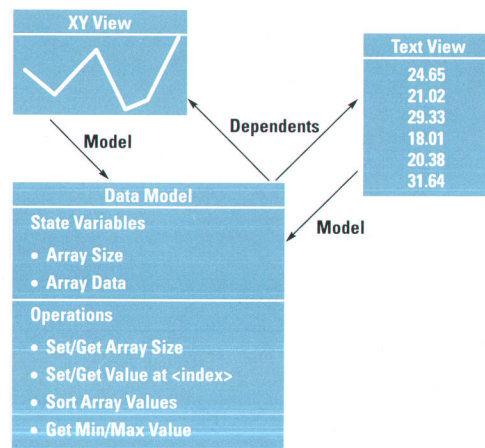 XY View
Text View
24.65
21.02
29.33
18.01
20.38
31.64
Dependents
Model
Model
Data Model
State Variables
• Array Size
• Array Data
Operations
• Set/Get Array Size
• Set/Get Value at <index>
• Sort Array Values
• Get Min/Max Value